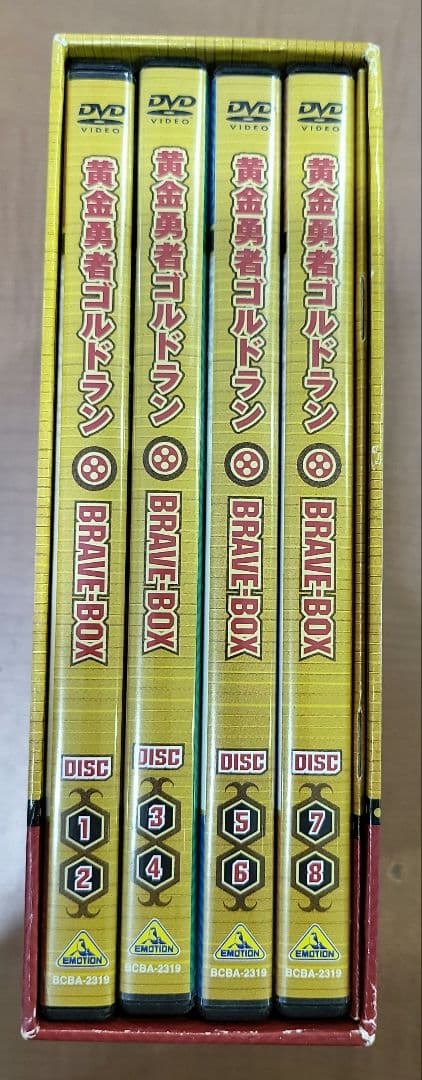 DVD
VIDEO
黄金勇者ゴルドラン
BRAVE-BOX
DISC
1
2
EMOTION
BCBA-2319
DVD
VIDEO
黄金勇者ゴルドラン
BRAVE-BOX
DISC
3
4
EMOTION
BCBA-2319
DVD
VIDEO
黄金勇者ゴルドラン
BRAVE-BOX
DISC
5
6
EMOTION
BCBA-2319
DVD
VIDEO
黄金勇者ゴルドラン
BRAVE-BOX
DISC
7
8
EMOTION
BCBA-2319